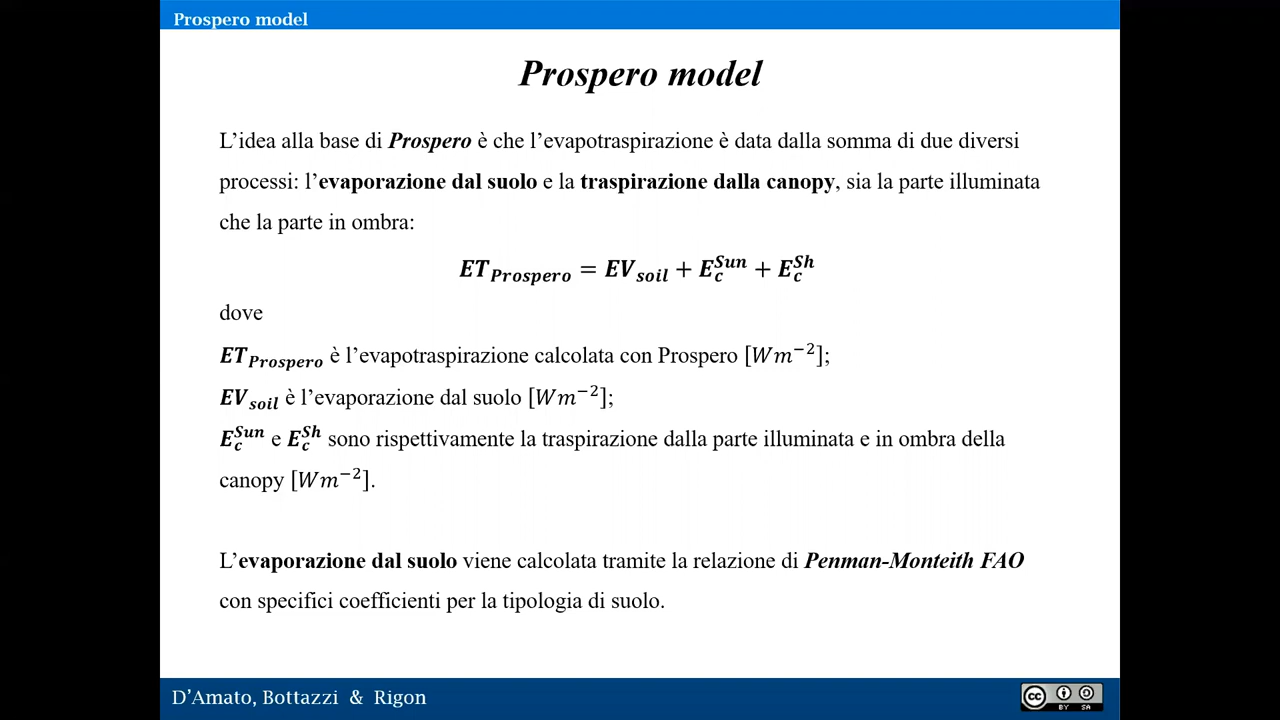 Prospero model
Prospero model
L’idea alla base di Prospero è che l’evapotraspirazione è data dalla somma di due diversi
processi: l’evaporazione dal suolo e la traspirazione dalla canopy, sia la parte illuminata
che la parte in ombra:
ET_Prospero = EV_soil + E_c^Sun + E_c^Sh
dove
ET_Prospero è l’evapotraspirazione calcolata con Prospero [Wm^−2];
EV_soil è l’evaporazione dal suolo [Wm^−2];
E_c^Sun e E_c^Sh sono rispettivamente la traspirazione dalla parte illuminata e in ombra della
canopy [Wm^−2].
L’evaporazione dal suolo viene calcolata tramite la relazione di Penman-Monteith FAO
con specifici coefficienti per la tipologia di suolo.
D’Amato, Bottazzi & Rigon
cc BY SA